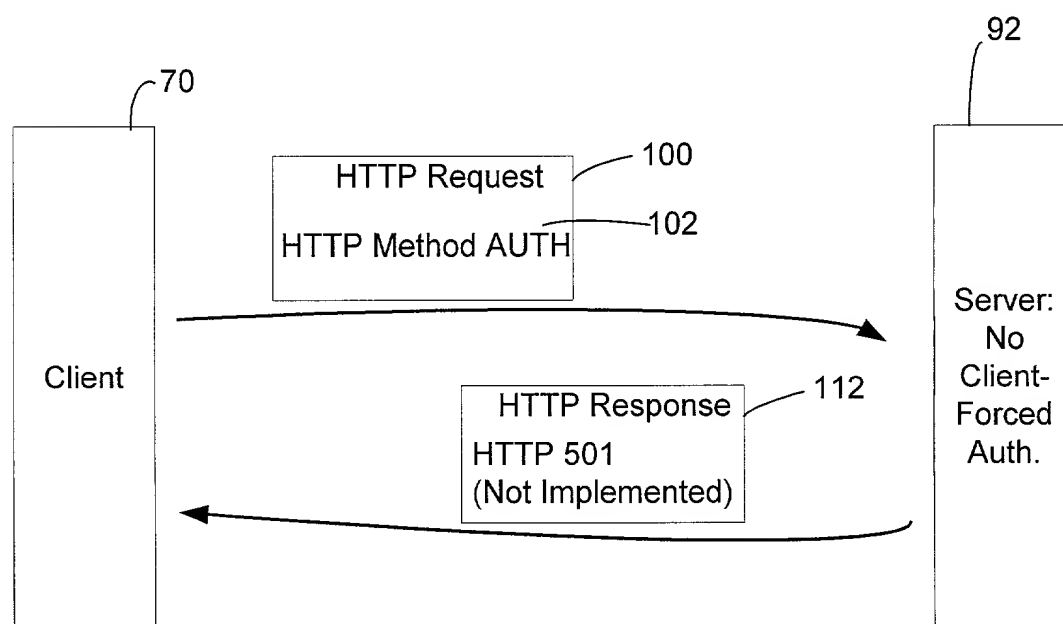 92
70
HTTP Request
100
HTTP Method AUTH
102
Client
Server:
No
Client-
Forced
Auth.
HTTP Response
112
HTTP 501
(Not Implemented)